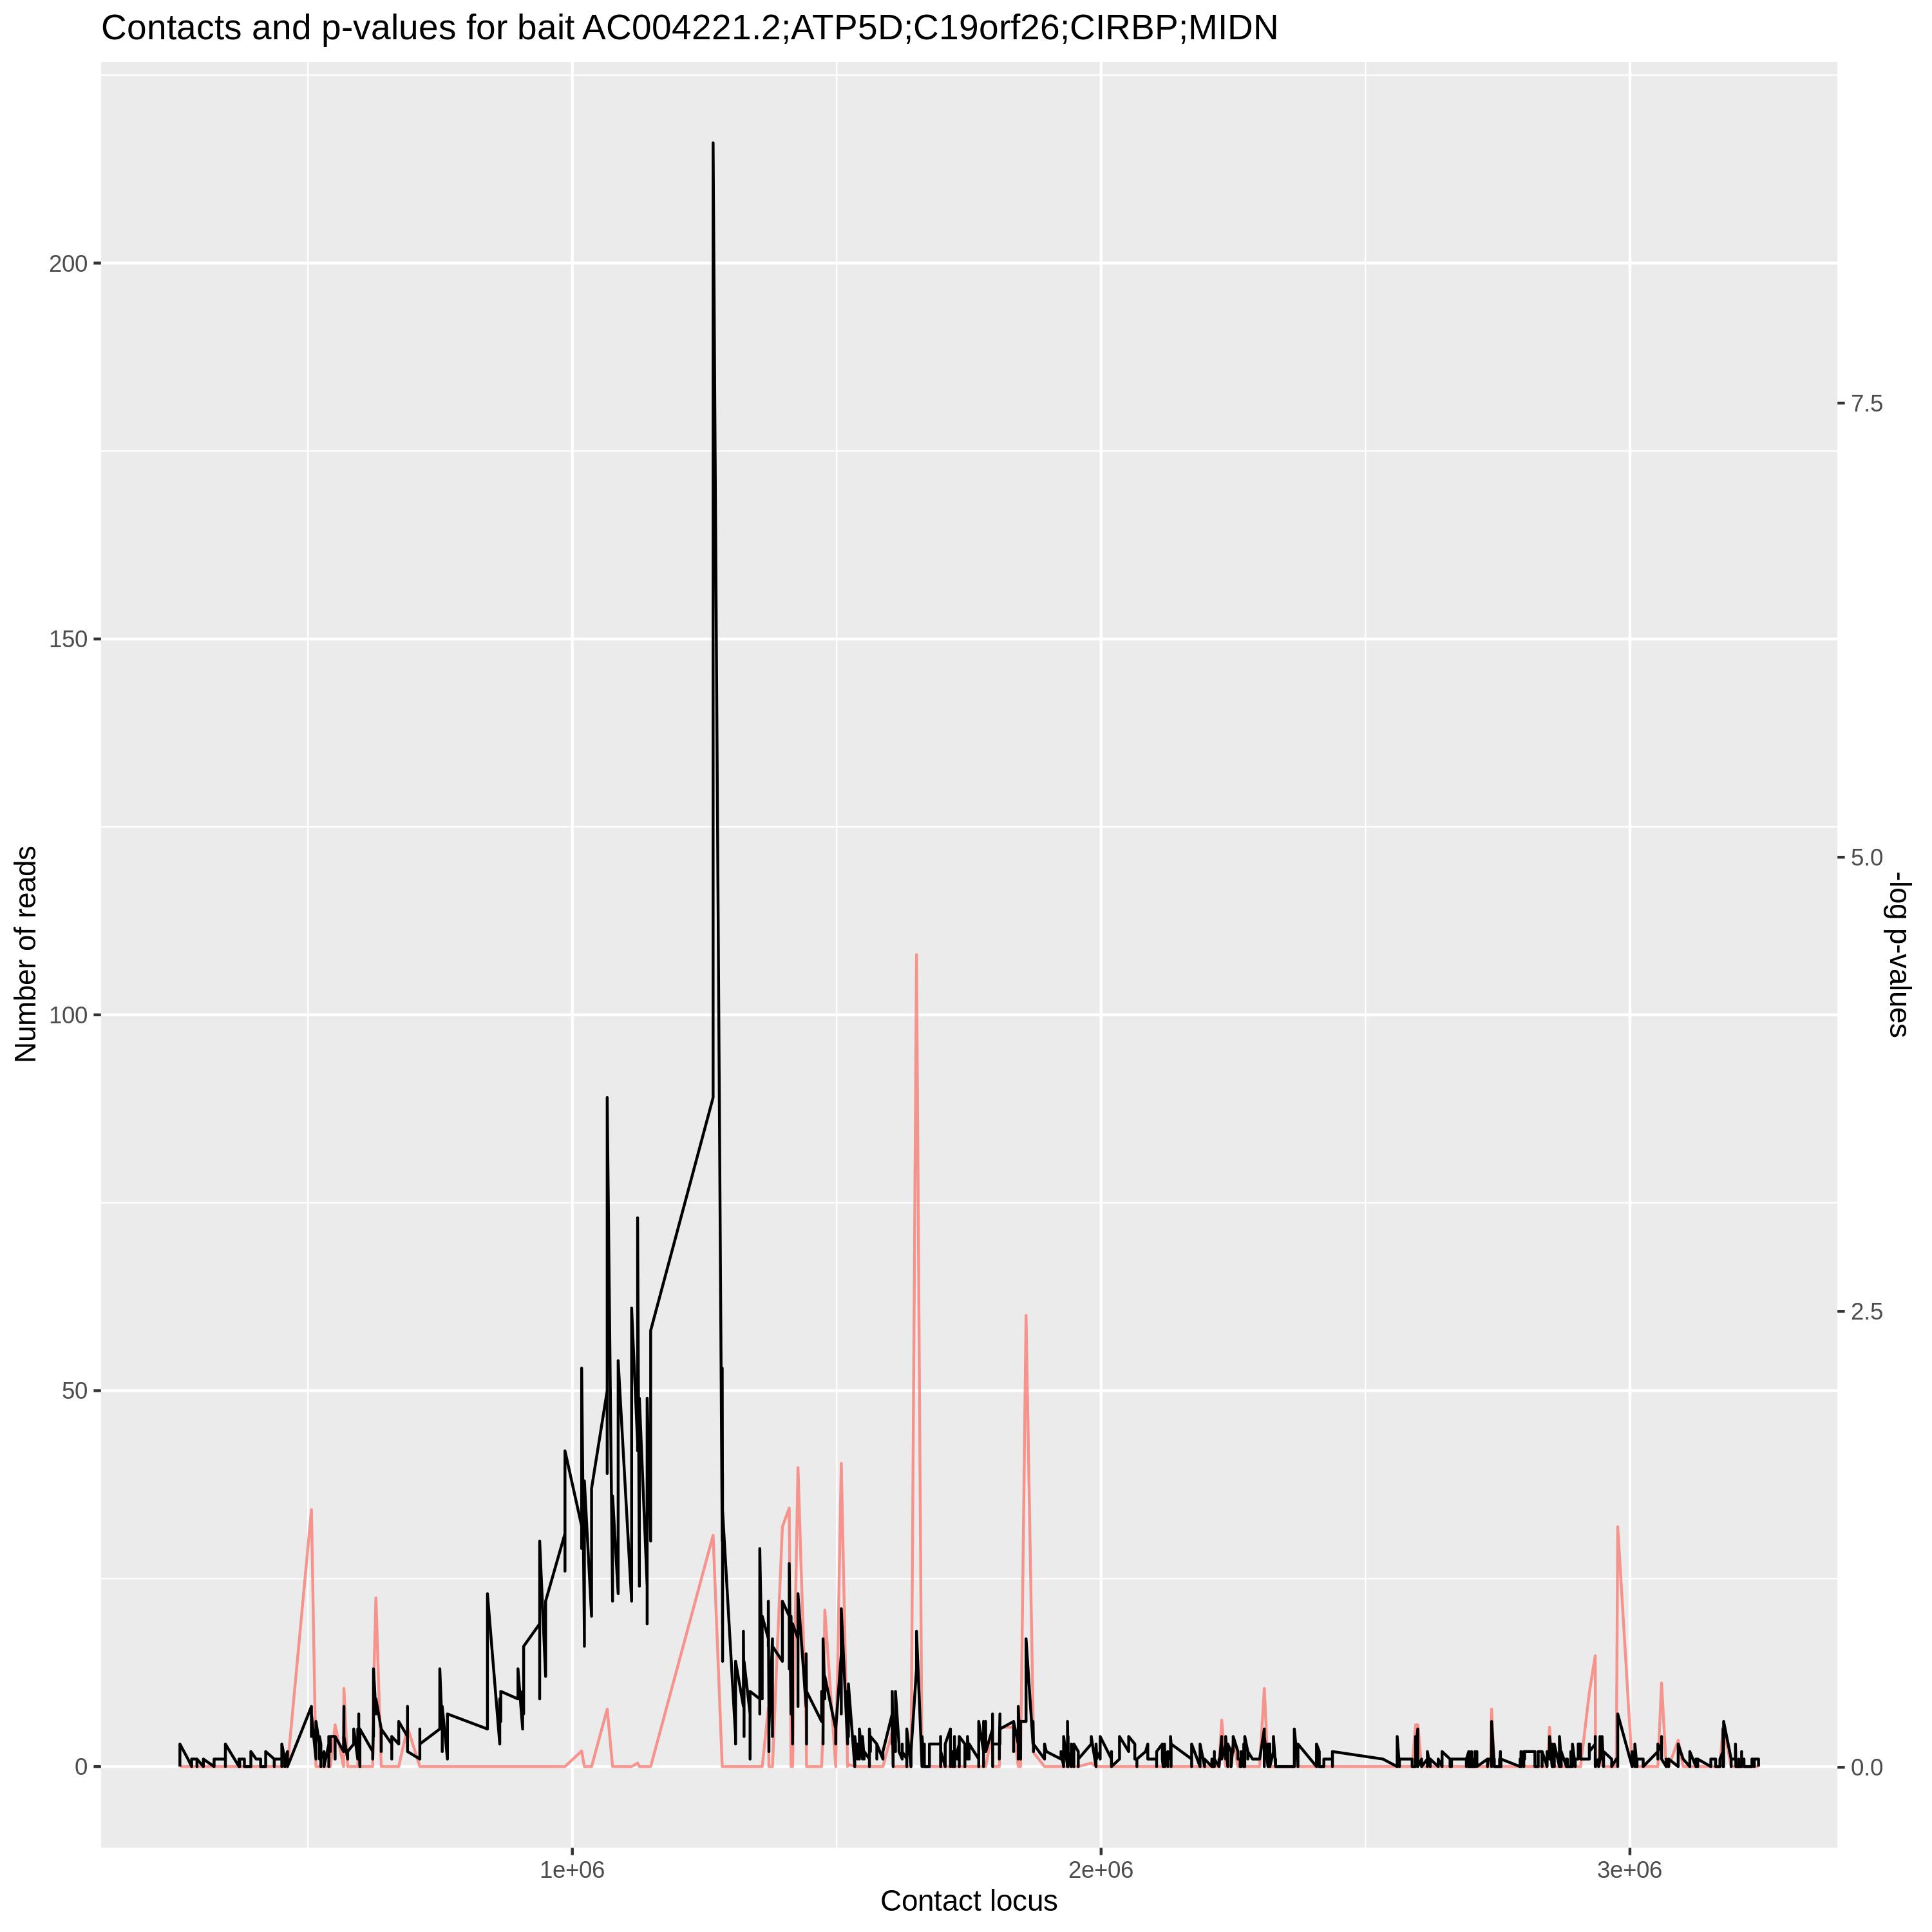 Contacts and p-values for bait AC004221.2;ATP5D;C19orf26;CIRBP;MIDN
Number of reads
200
150
100
50
0
7.5
5.0
2.5
0.0
-log p-values
1e+06
2e+06
3e+06
Contact locus